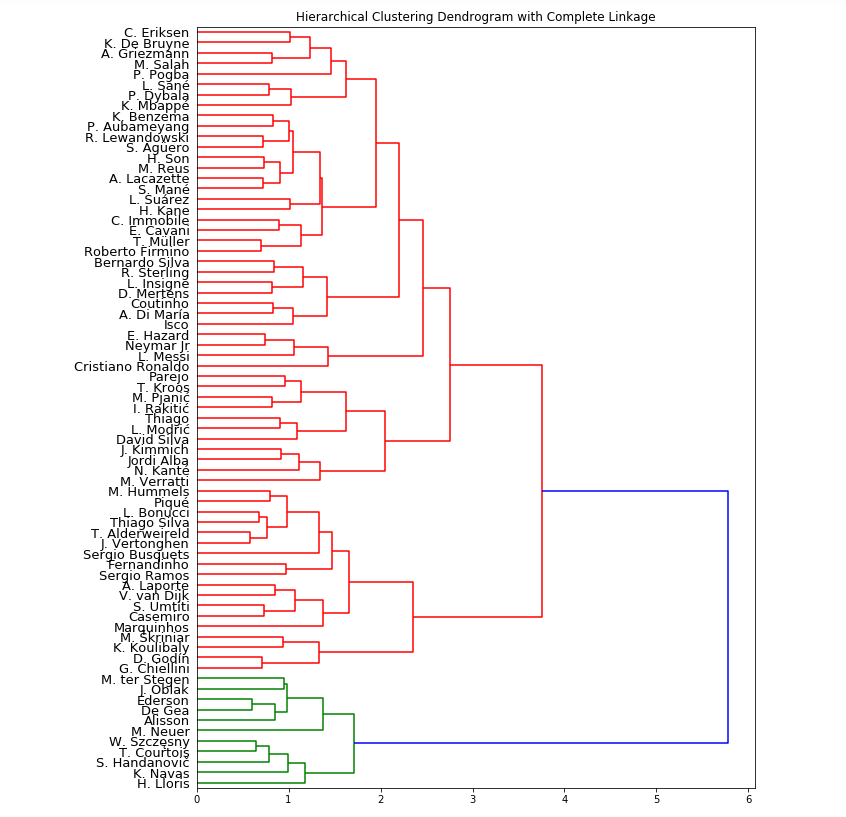 Hierarchical Clustering Dendrogram with Complete Linkage
C. Eriksen
K. De Bruyne
A. Griezmann
M. Salah
P. Pogba
L. Sané
P. Dybala
K. Mbappé
K. Benzema
P. Aubameyang
R. Lewandowski
S. Agüero
H. Son
M. Reus
A. Lacazette
S. Mané
L. Suárez
H. Kane
C. Immobile
E. Cavani
T. Müller
Roberto Firmino
Bernardo Silva
R. Sterling
L. Insigne
D. Mertens
Coutinho
A. Di María
Isco
E. Hazard
Neymar Jr
L. Messi
Cristiano Ronaldo
Parejo
T. Kroos
M. Pjanić
I. Rakitić
Thiago
L. Modrić
David Silva
J. Kimmich
Jordi Alba
N. Kanté
M. Verratti
M. Hummels
Piqué
L. Bonucci
Thiago Silva
T. Alderweireld
J. Vertonghen
Sergio Busquets
Fernandinho
Sergio Ramos
A. Laporte
V. van Dijk
S. Umtiti
Casemiro
Marquinhos
M. Škriniar
K. Koulibaly
D. Godín
G. Chiellini
M. ter Stegen
J. Oblak
Ederson
De Gea
Alisson
M. Neuer
W. Szczęsny
T. Courtois
S. Handanovič
K. Navas
H. Lloris
0 1 2 3 4 5 6